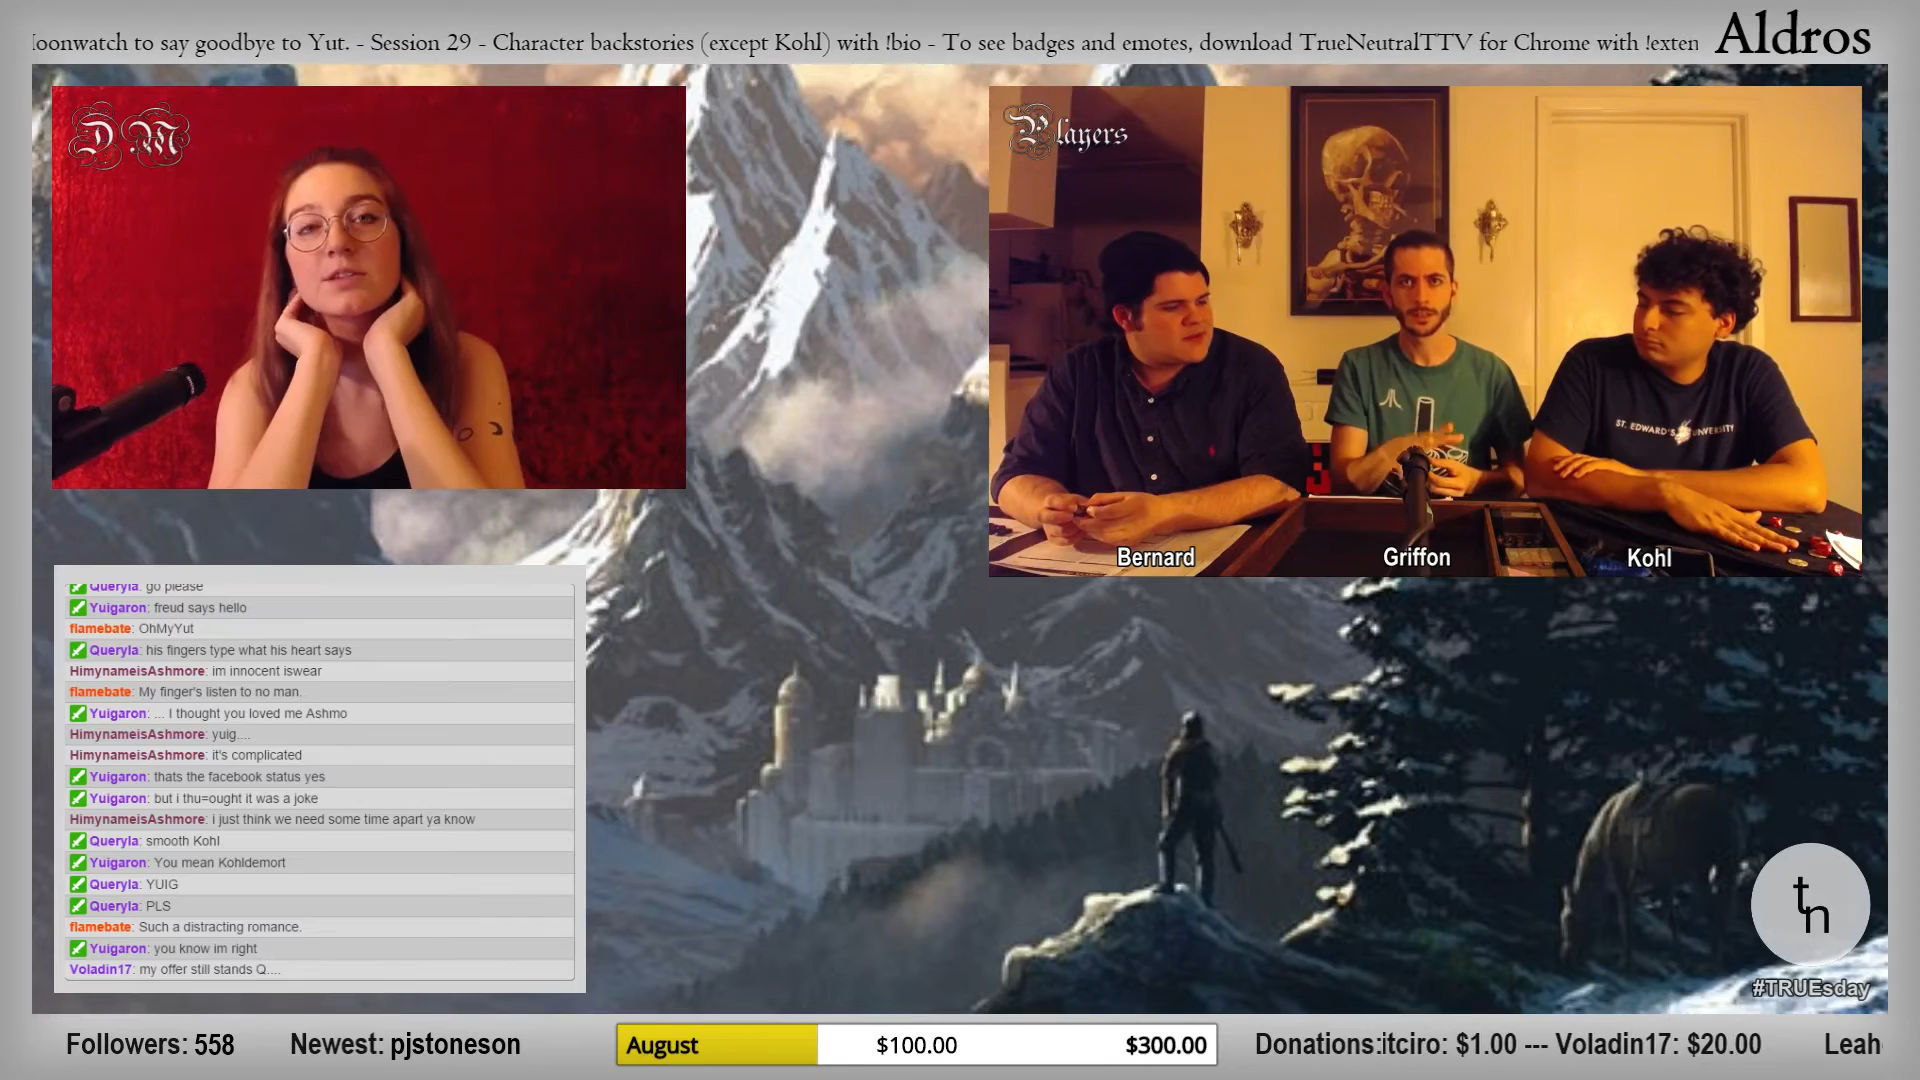 to say goodbye to Yut. - Session 29 - Character backstories (except Kohl) with !bio - To see badges and emotes, download TrueNeutralTTV for Chrome with !exten
Aldros
DM
Players
ST. EDWARD'S UNIVERSITY
Bernard
Griffon
Kohl
Queryla: go please
Yuigaron: freud says hello
flamebate: OhMyYut
Queryla: his fingers type what his heart says
HimynameisAshmore: im innocent iswear
flamebate: My finger's listen to no man.
Yuigaron: ... I thought you loved me Ashmo
HimynameisAshmore: yuig....
HimynameisAshmore: it's complicated
Yuigaron: thats the facebook status yes
Yuigaron: but i thu=ought it was a joke
HimynameisAshmore: i just think we need some time apart ya know
Queryla: smooth Kohl
Yuigaron: You mean Kohldemort
Queryla: YUIG
Queryla: PLS
flamebate: Such a distracting romance.
Yuigaron: you know im right
Voladin17: my offer still stands Q....
tn
#TRUEsday
Followers: 558
Newest: pjstoneson
August
$100.00
$300.00
Donations: itciro: $1.00 --- Voladin17: $20.00 Leah